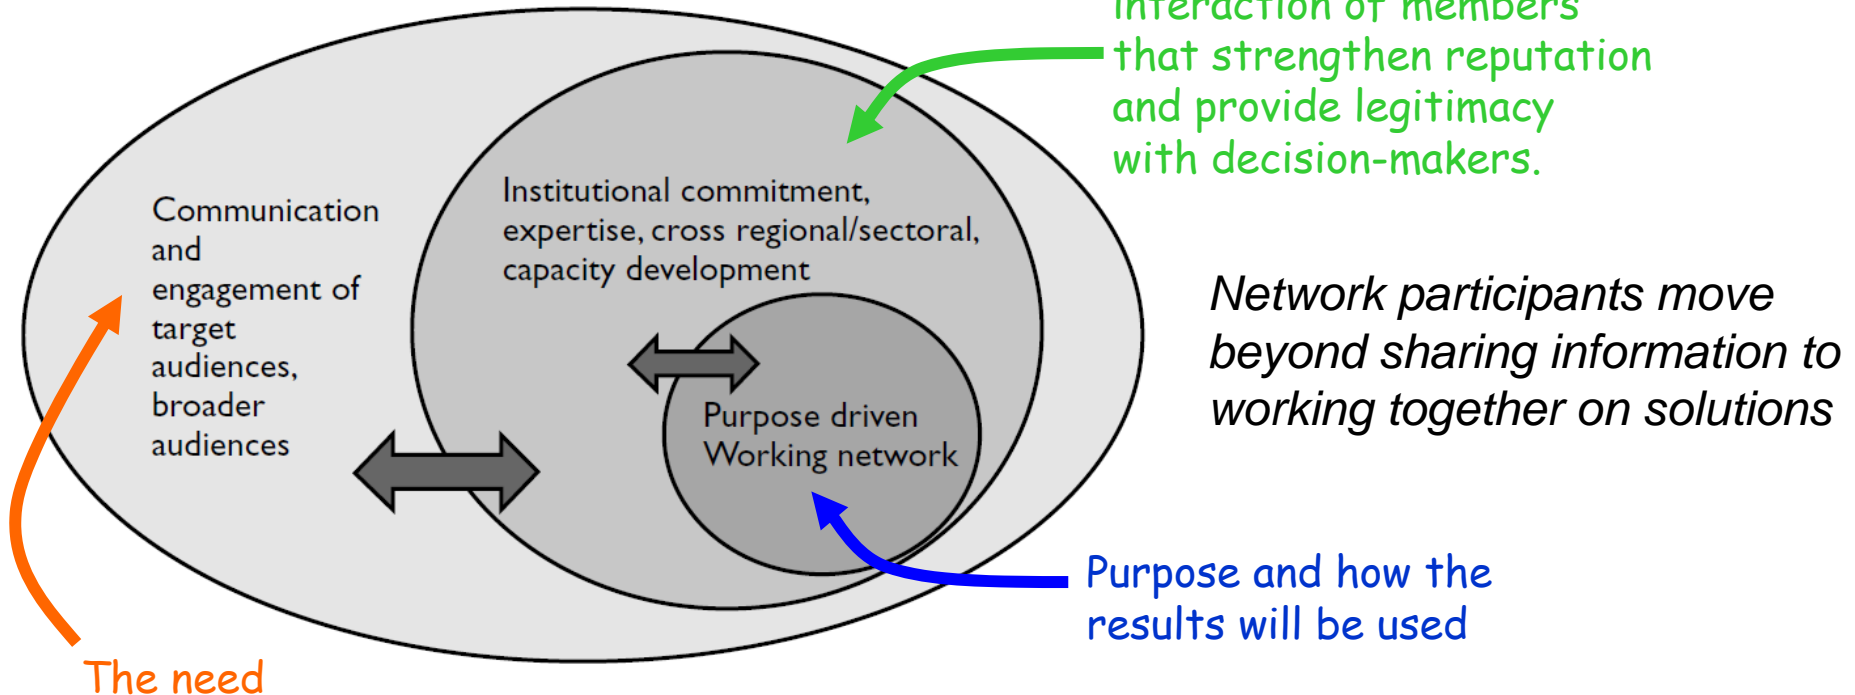 interaction of members
that strengthen reputation
and provide legitimacy
with decision-makers.
Communication
and
engagement of
target
audiences,
broader
audiences
Institutional commitment,
expertise, cross regional/sectoral,
capacity development
Purpose driven
Working network
Network participants move
beyond sharing information to
working together on solutions
Purpose and how the
results will be used
The need